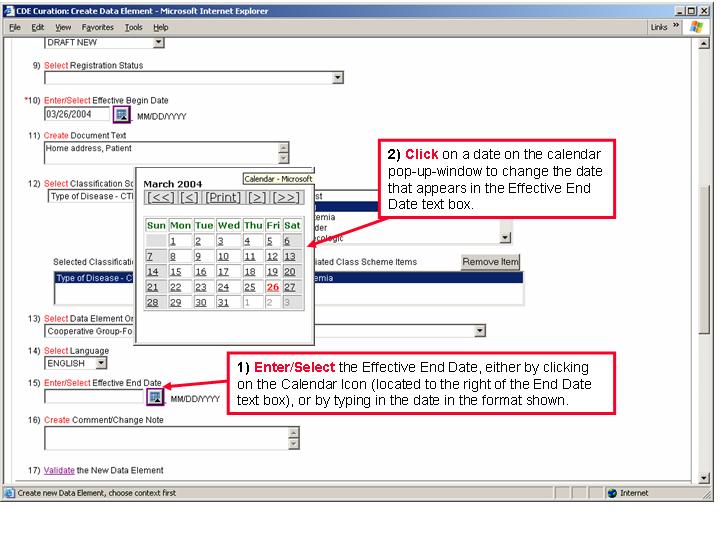 CDE Curation: Create Data Element - Microsoft Internet Explorer
File Edit View Favorites Tools Help Links »
DRAFT NEW
9) Select Registration Status
*10) Enter/Select Effective Begin Date
03/26/2004 MM/DD/YYYY
11) Create Document Text
Home address, Patient
2) Click on a date on the calendar
pop-up-window to change the date
that appears in the Effective End
Date text box.
12) Select Classification Sc
Type of Disease - CT
Calendar - Microsoft
March 2004
[<<] [<] [Print] [>] [>>]
Sun Mon Tue Wed Thu Fri Sat
1 2 3 4 5 6
7 8 9 10 11 12 13
14 15 16 17 18 19 20
21 22 23 24 25 26 27
28 29 30 31 1 2 3
st
emia
der
ecologic
Selected Classificati
iated Class Scheme Items Remove Item
Type of Disease - C
emia
13) Select Data Element Or
Cooperative Group-Fo
14) Select Language
ENGLISH
1) Enter/Select the Effective End Date, either by clicking
on the Calendar Icon (located to the right of the End Date
text box), or by typing in the date in the format shown.
15) Enter/Select Effective End Date
MM/DD/YYYY
16) Create Comment/Change Note
17) Validate the New Data Element
Create new Data Element, choose context first Internet